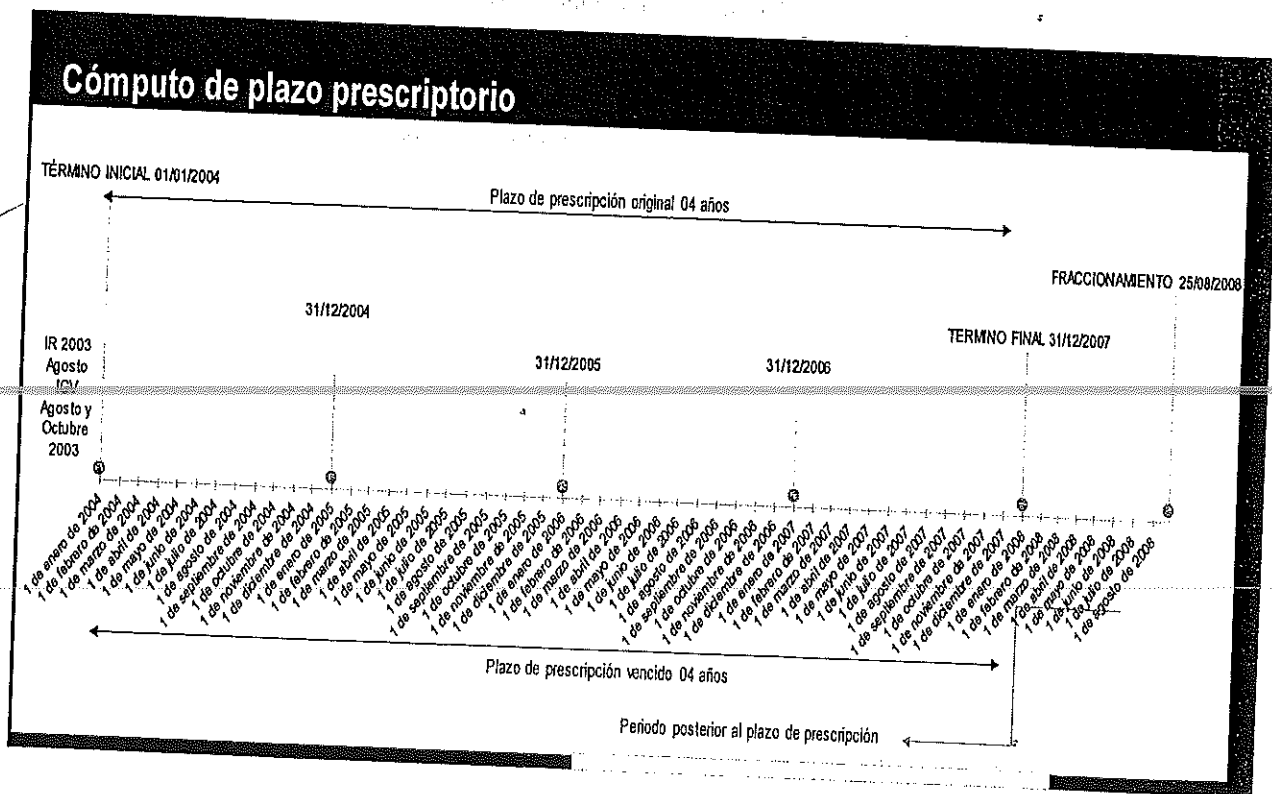 Cómputo de plazo prescriptorio
TÉRMINO INICIAL 01/01/2004
Plazo de prescripción original 04 años
FRACCIONAMIENTO 25/08/2008
31/12/2004
TERMINO FINAL 31/12/2007
31/12/2005
31/12/2006
IR 2003
Agosto
IGV
Agosto y
Octubre
2003
1 de enero de 2004
1 de febrero de 2004
1 de marzo de 2004
1 de abril de 2004
1 de mayo de 2004
1 de junio de 2004
1 de julio de 2004
1 de agosto de 2004
1 de septiembre de 2004
1 de octubre de 2004
1 de noviembre de 2004
1 de diciembre de 2004
1 de enero de 2005
1 de febrero de 2005
1 de marzo de 2005
1 de abril de 2005
1 de mayo de 2005
1 de junio de 2005
1 de julio de 2005
1 de agosto de 2005
1 de septiembre de 2005
1 de octubre de 2005
1 de noviembre de 2005
1 de diciembre de 2005
1 de enero de 2006
1 de febrero de 2006
1 de marzo de 2006
1 de abril de 2006
1 de mayo de 2006
1 de junio de 2006
1 de julio de 2006
1 de agosto de 2006
1 de septiembre de 2006
1 de octubre de 2006
1 de noviembre de 2006
1 de diciembre de 2006
1 de enero de 2007
1 de febrero de 2007
1 de marzo de 2007
1 de abril de 2007
1 de mayo de 2007
1 de junio de 2007
1 de julio de 2007
1 de agosto de 2007
1 de septiembre de 2007
1 de octubre de 2007
1 de noviembre de 2007
1 de diciembre de 2007
1 de enero de 2008
1 de febrero de 2008
1 de marzo de 2008
1 de abril de 2008
1 de mayo de 2008
1 de junio de 2008
1 de julio de 2008
1 de agosto de 2008
Plazo de prescripción vencido 04 años
Periodo posterior al plazo de prescripción